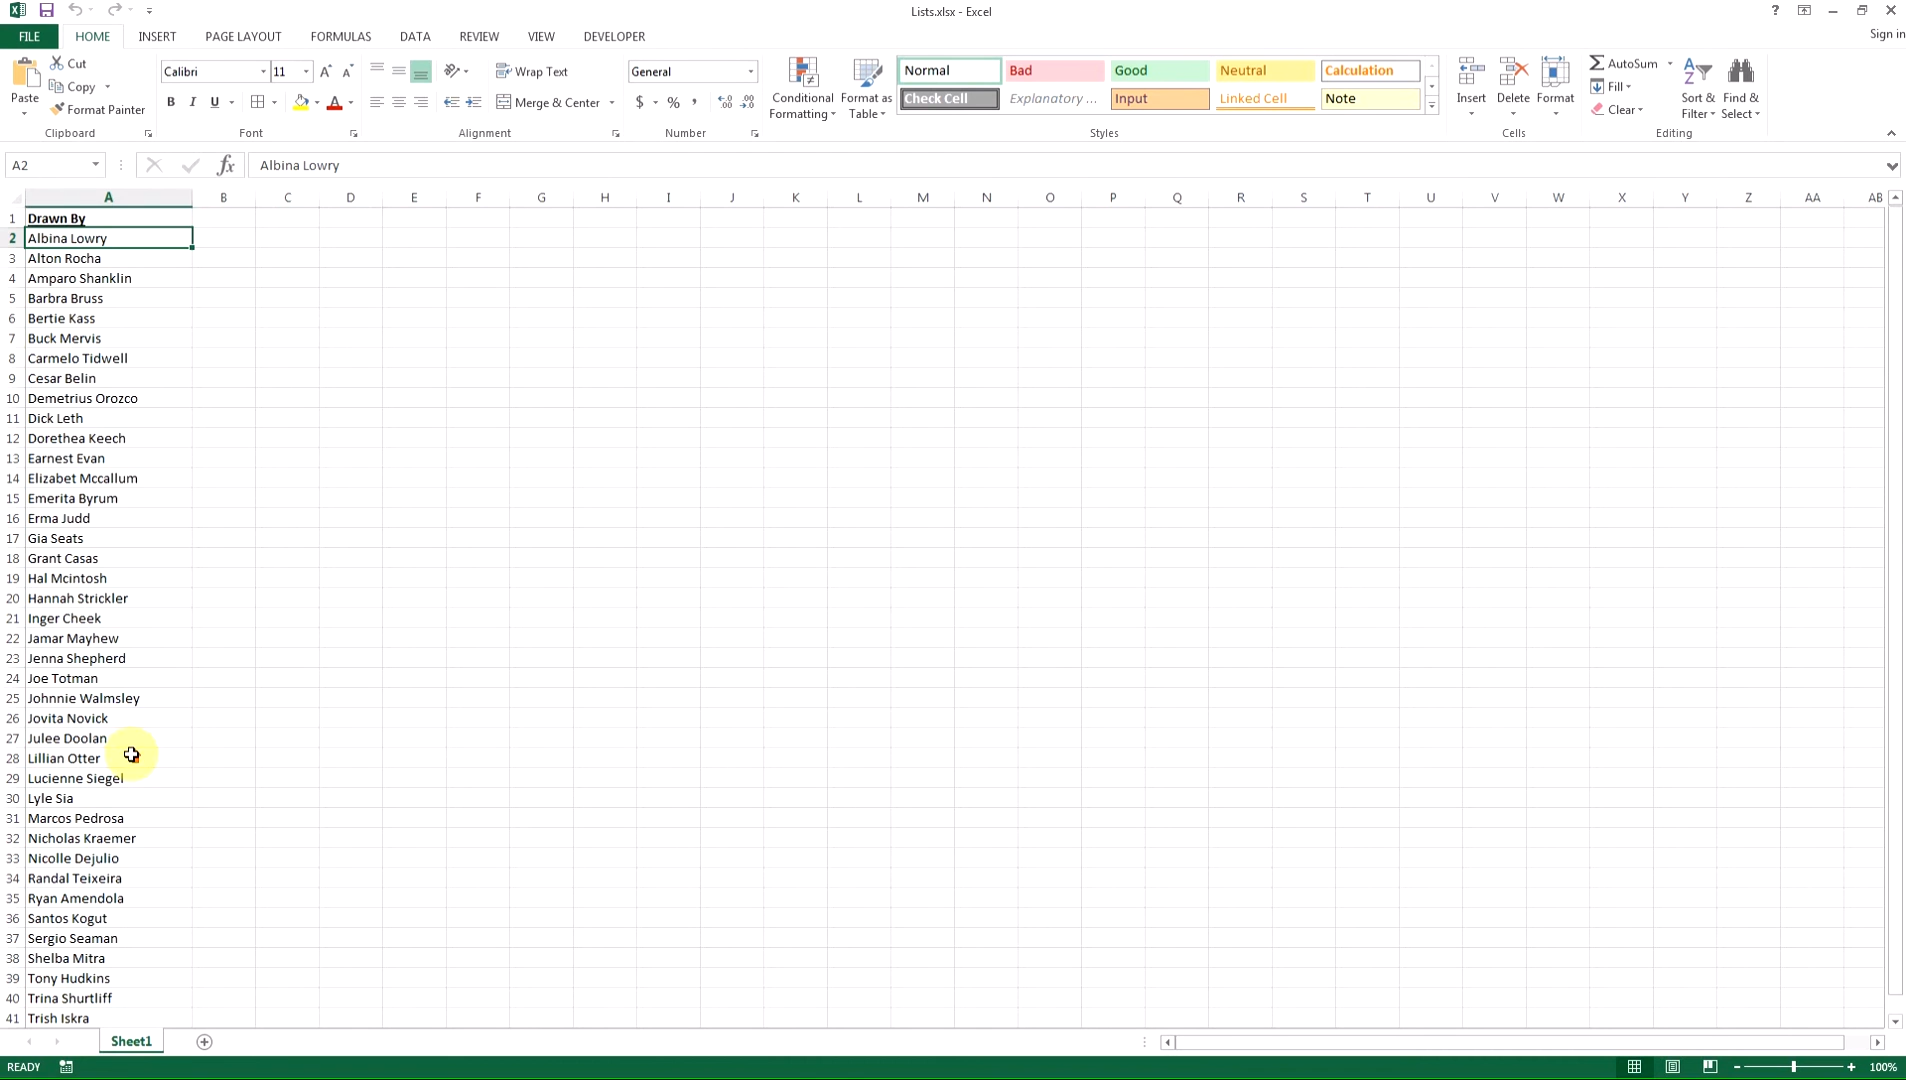 Lists.xlsx - Excel
?
Sign in
FILE HOME INSERT PAGE LAYOUT FORMULAS DATA REVIEW VIEW DEVELOPER
Paste
Cut
Copy
Format Painter
Clipboard
Calibri 11
B I U
Font
Wrap Text
Merge & Center
Alignment
General
$ % ,
Number
Conditional Formatting
Format as Table
Normal Bad Good Neutral Calculation
Check Cell Explanatory ... Input Linked Cell Note
Styles
Insert Delete Format
Cells
AutoSum
Fill
Clear
Sort & Filter
Find & Select
Editing
A2 fx Albina Lowry
A B C D E F G H I J K L M N O P Q R S T U V W X Y Z AA AB
1 Drawn By
2 Albina Lowry
3 Alton Rocha
4 Amparo Shanklin
5 Barbra Bruss
6 Bertie Kass
7 Buck Mervis
8 Carmelo Tidwell
9 Cesar Belin
10 Demetrius Orozco
11 Dick Leth
12 Dorethea Keech
13 Earnest Evan
14 Elizabet Mccallum
15 Emerita Byrum
16 Erma Judd
17 Gia Seats
18 Grant Casas
19 Hal Mcintosh
20 Hannah Strickler
21 Inger Cheek
22 Jamar Mayhew
23 Jenna Shepherd
24 Joe Totman
25 Johnnie Walmsley
26 Jovita Novick
27 Julee Doolan
28 Lillian Otter
29 Lucienne Siegel
30 Lyle Sia
31 Marcos Pedrosa
32 Nicholas Kraemer
33 Nicolle Dejulio
34 Randal Teixeira
35 Ryan Amendola
36 Santos Kogut
37 Sergio Seaman
38 Shelba Mitra
39 Tony Hudkins
40 Trina Shurtliff
41 Trish Iskra
Sheet1
READY
100%